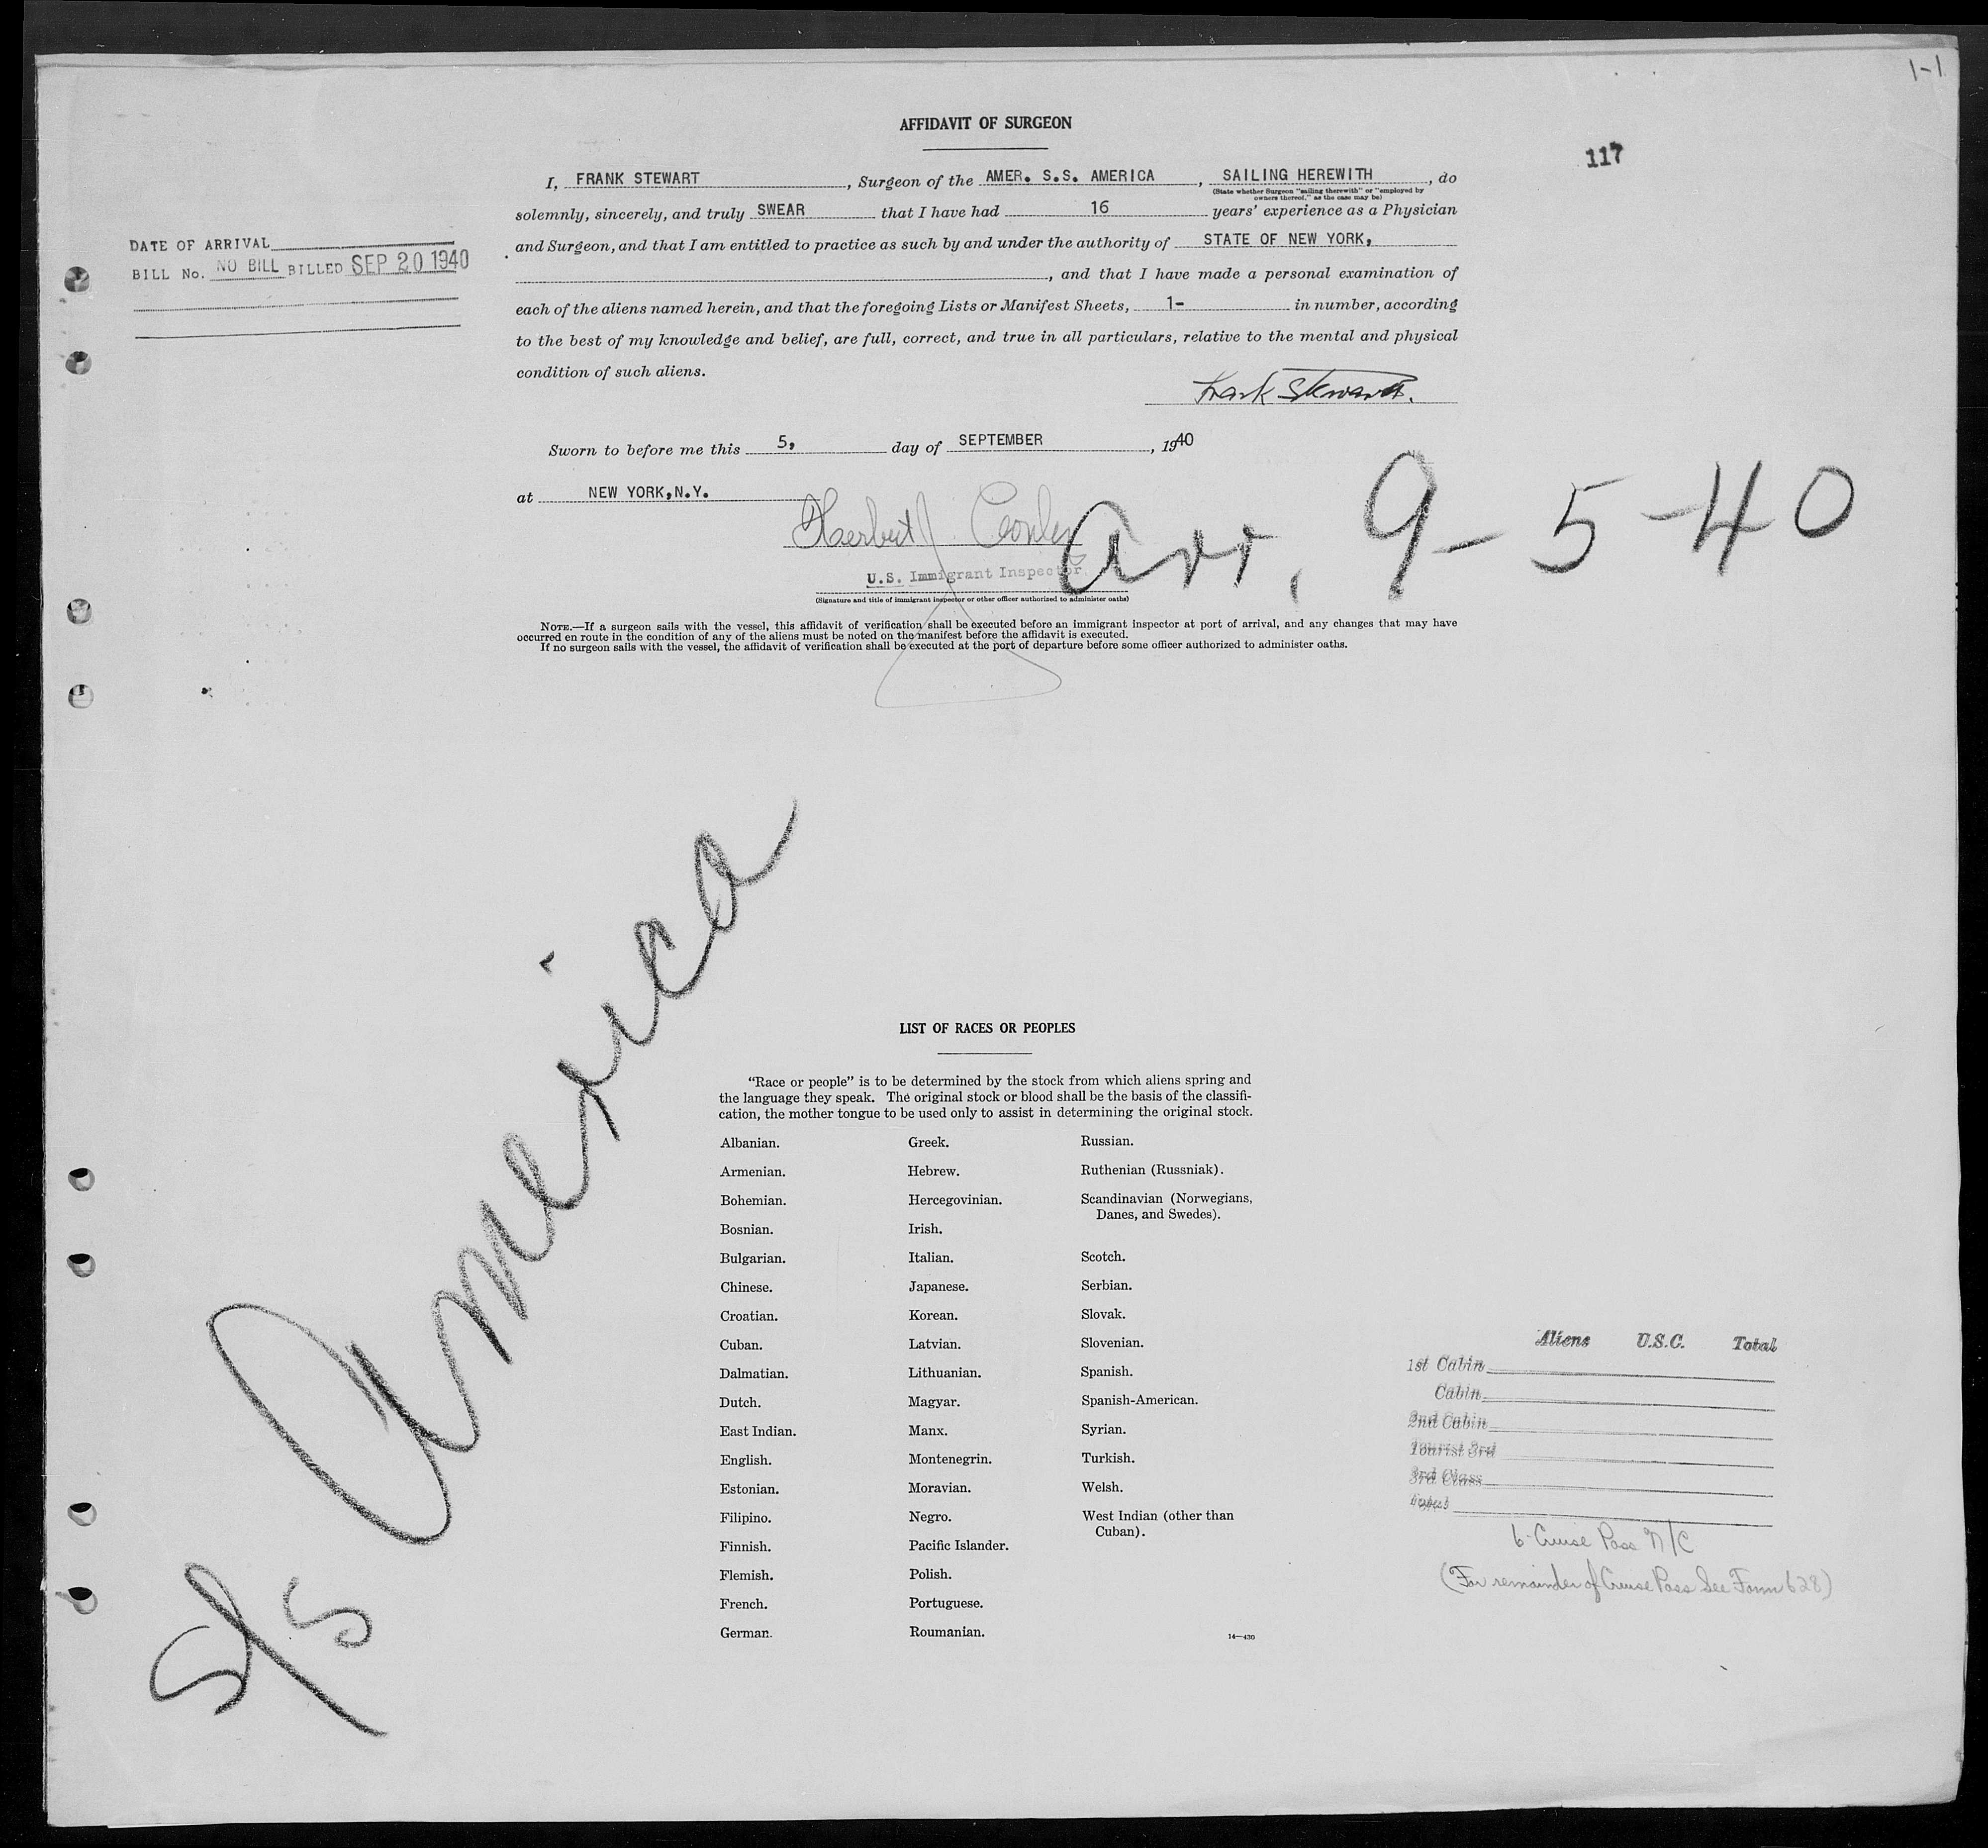 1-1
AFFIDAVIT OF SURGEON
117
I, FRANK STEWART, Surgeon of the AMER. S.S. AMERICA, SAILING HEREWITH, do
(State whether Surgeon "sailing therewith" or "employed by
owners thereof," as the case may be)
solemnly, sincerely, and truly SWEAR that I have had 16 years' experience as a Physician
and Surgeon, and that I am entitled to practice as such by and under the authority of STATE OF NEW YORK,
, and that I have made a personal examination of
each of the aliens named herein, and that the foregoing Lists or Manifest Sheets, 1- in number, according
to the best of my knowledge and belief, are full, correct, and true in all particulars, relative to the mental and physical
condition of such aliens.
Frank Stewart.
DATE OF ARRIVAL
BILL No. NO BILL BILLED SEP 20 1940
Sworn to before me this 5, day of SEPTEMBER, 1940
at NEW YORK, N.Y.
Herbert J
U.S. Immigrant Inspector.
(Signature and title of immigrant inspector or other officer authorized to administer oaths)
Arr. 9-5-40
NOTE.—If a surgeon sails with the vessel, this affidavit of verification shall be executed before an immigrant inspector at port of arrival, and any changes that may have
occurred en route in the condition of any of the aliens must be noted on the manifest before the affidavit is executed.
If no surgeon sails with the vessel, the affidavit of verification shall be executed at the port of departure before some officer authorized to administer oaths.
S/S America
LIST OF RACES OR PEOPLES
"Race or people" is to be determined by the stock from which aliens spring and
the language they speak. The original stock or blood shall be the basis of the classifi-
cation, the mother tongue to be used only to assist in determining the original stock.
Albanian.
Armenian.
Bohemian.
Bosnian.
Bulgarian.
Chinese.
Croatian.
Cuban.
Dalmatian.
Dutch.
East Indian.
English.
Estonian.
Filipino.
Finnish.
Flemish.
French.
German.
Greek.
Hebrew.
Hercegovinian.
Irish.
Italian.
Japanese.
Korean.
Latvian.
Lithuanian.
Magyar.
Manx.
Montenegrin.
Moravian.
Negro.
Pacific Islander.
Polish.
Portuguese.
Roumanian.
Russian.
Ruthenian (Russniak).
Scandinavian (Norwegians,
Danes, and Swedes).
Scotch.
Serbian.
Slovak.
Slovenian.
Spanish.
Spanish-American.
Syrian.
Turkish.
Welsh.
West Indian (other than
Cuban).
14—430
Aliens U.S.C. Total
1st Cabin
Cabin
2nd Cabin
Tourist 3rd
3rd Class
6 Cruise Pass N/C
(For remainder of Cruise Pass See Form 628)